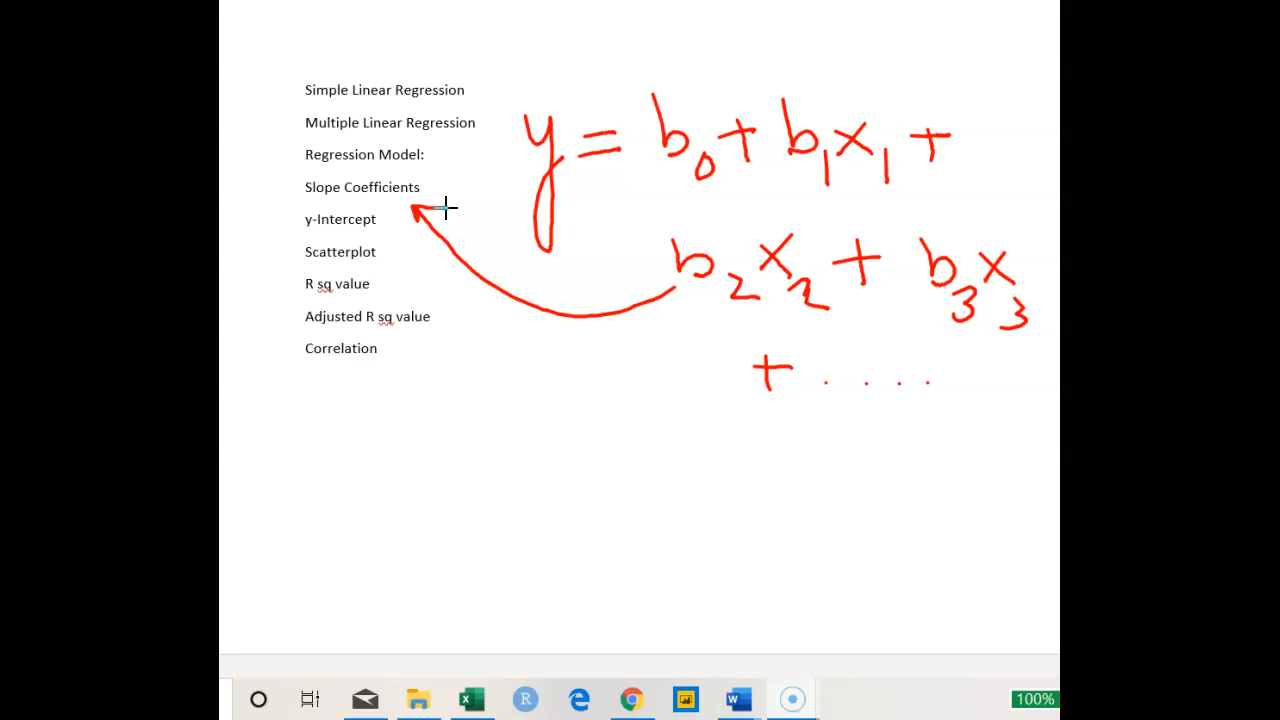 Simple Linear Regression
Multiple Linear Regression
Regression Model:
Slope Coefficients
y-Intercept
Scatterplot
R sq value
Adjusted R sq value
Correlation
y = b₀ + b₁x₁ +
b₂x₂ + b₃x₃
+ .....
R
100%